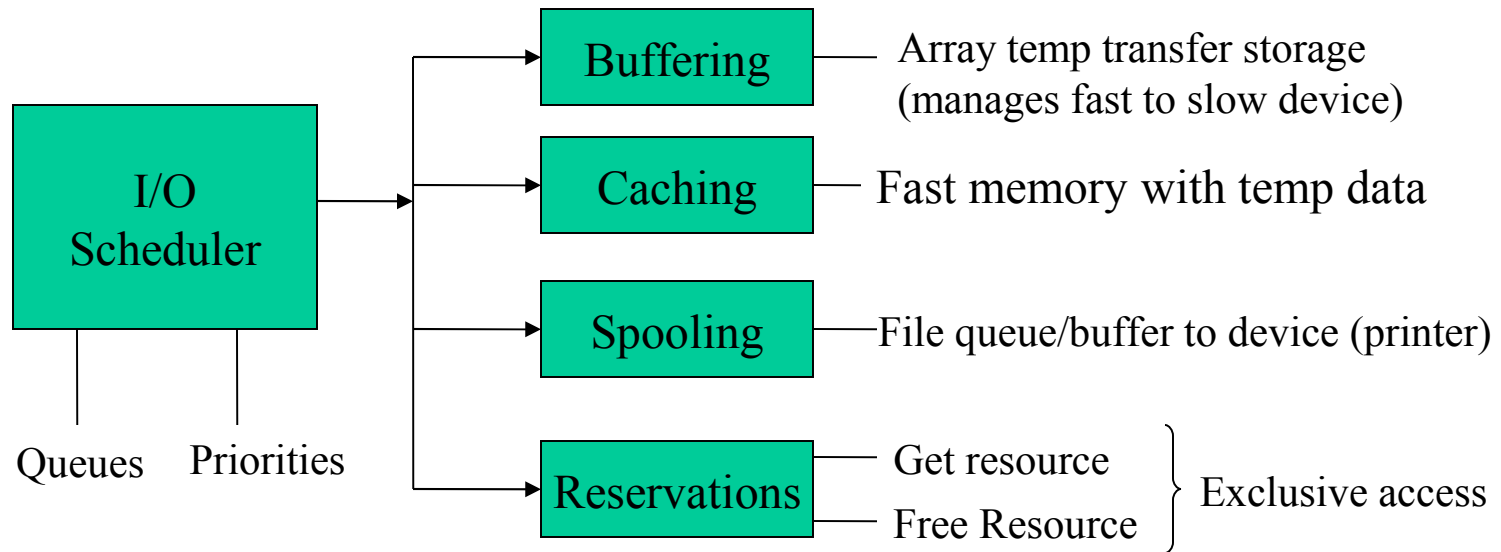 I/O
Scheduler
Queues
Priorities
Buffering
Array temp transfer storage
(manages fast to slow device)
Caching
Fast memory with temp data
Spooling
File queue/buffer to device (printer)
Reservations
Get resource
Free Resource
Exclusive access